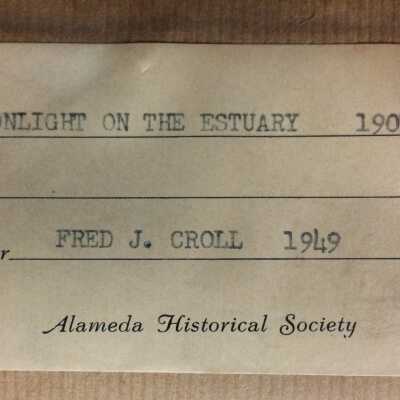 ONLIGHT ON THE ESTUARY 190
r FRED J. CROLL 1949
Alameda Historical Society